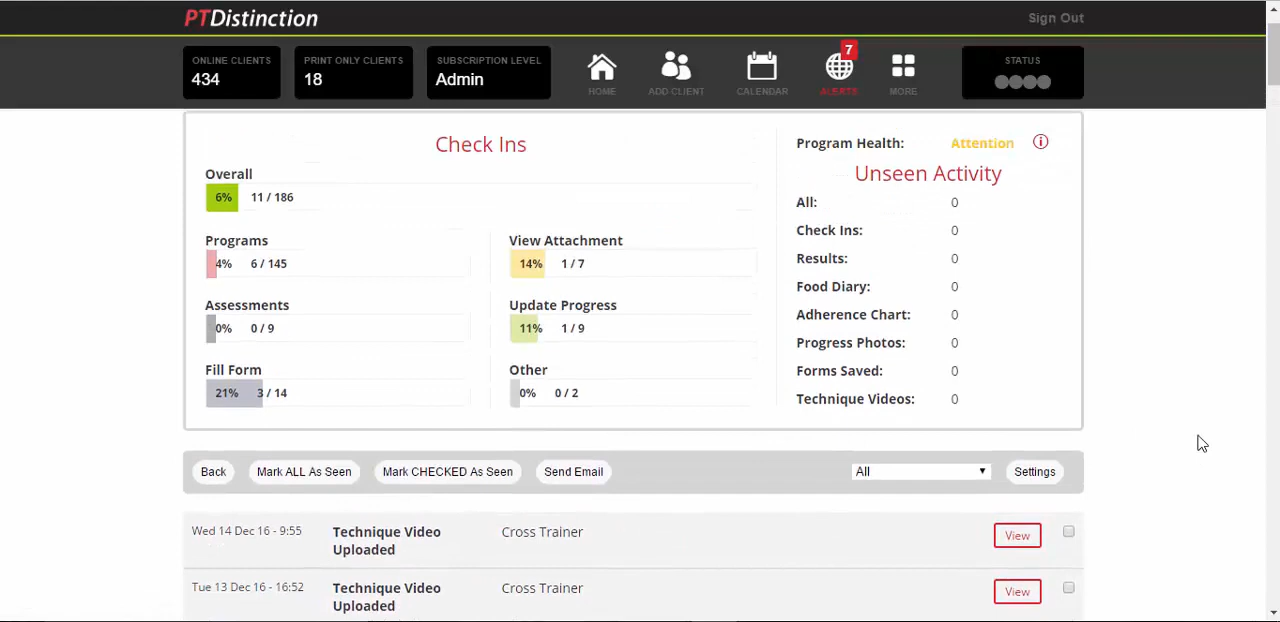 PTDistinction
Sign Out
ONLINE CLIENTS
434
PRINT ONLY CLIENTS
18
SUBSCRIPTION LEVEL
Admin
HOME
ADD CLIENT
CALENDAR
7
ALERTS
MORE
STATUS
Check Ins
Overall
6% 11 / 186
Programs
4% 6 / 145
View Attachment
14% 1 / 7
Assessments
0% 0 / 9
Update Progress
11% 1 / 9
Fill Form
21% 3 / 14
Other
0% 0 / 2
Program Health: Attention
Unseen Activity
All: 0
Check Ins: 0
Results: 0
Food Diary: 0
Adherence Chart: 0
Progress Photos: 0
Forms Saved: 0
Technique Videos: 0
Back Mark ALL As Seen Mark CHECKED As Seen Send Email All Settings
Wed 14 Dec 16 - 9:55 Technique Video Cross Trainer View
Uploaded
Tue 13 Dec 16 - 16:52 Technique Video Cross Trainer View
Uploaded